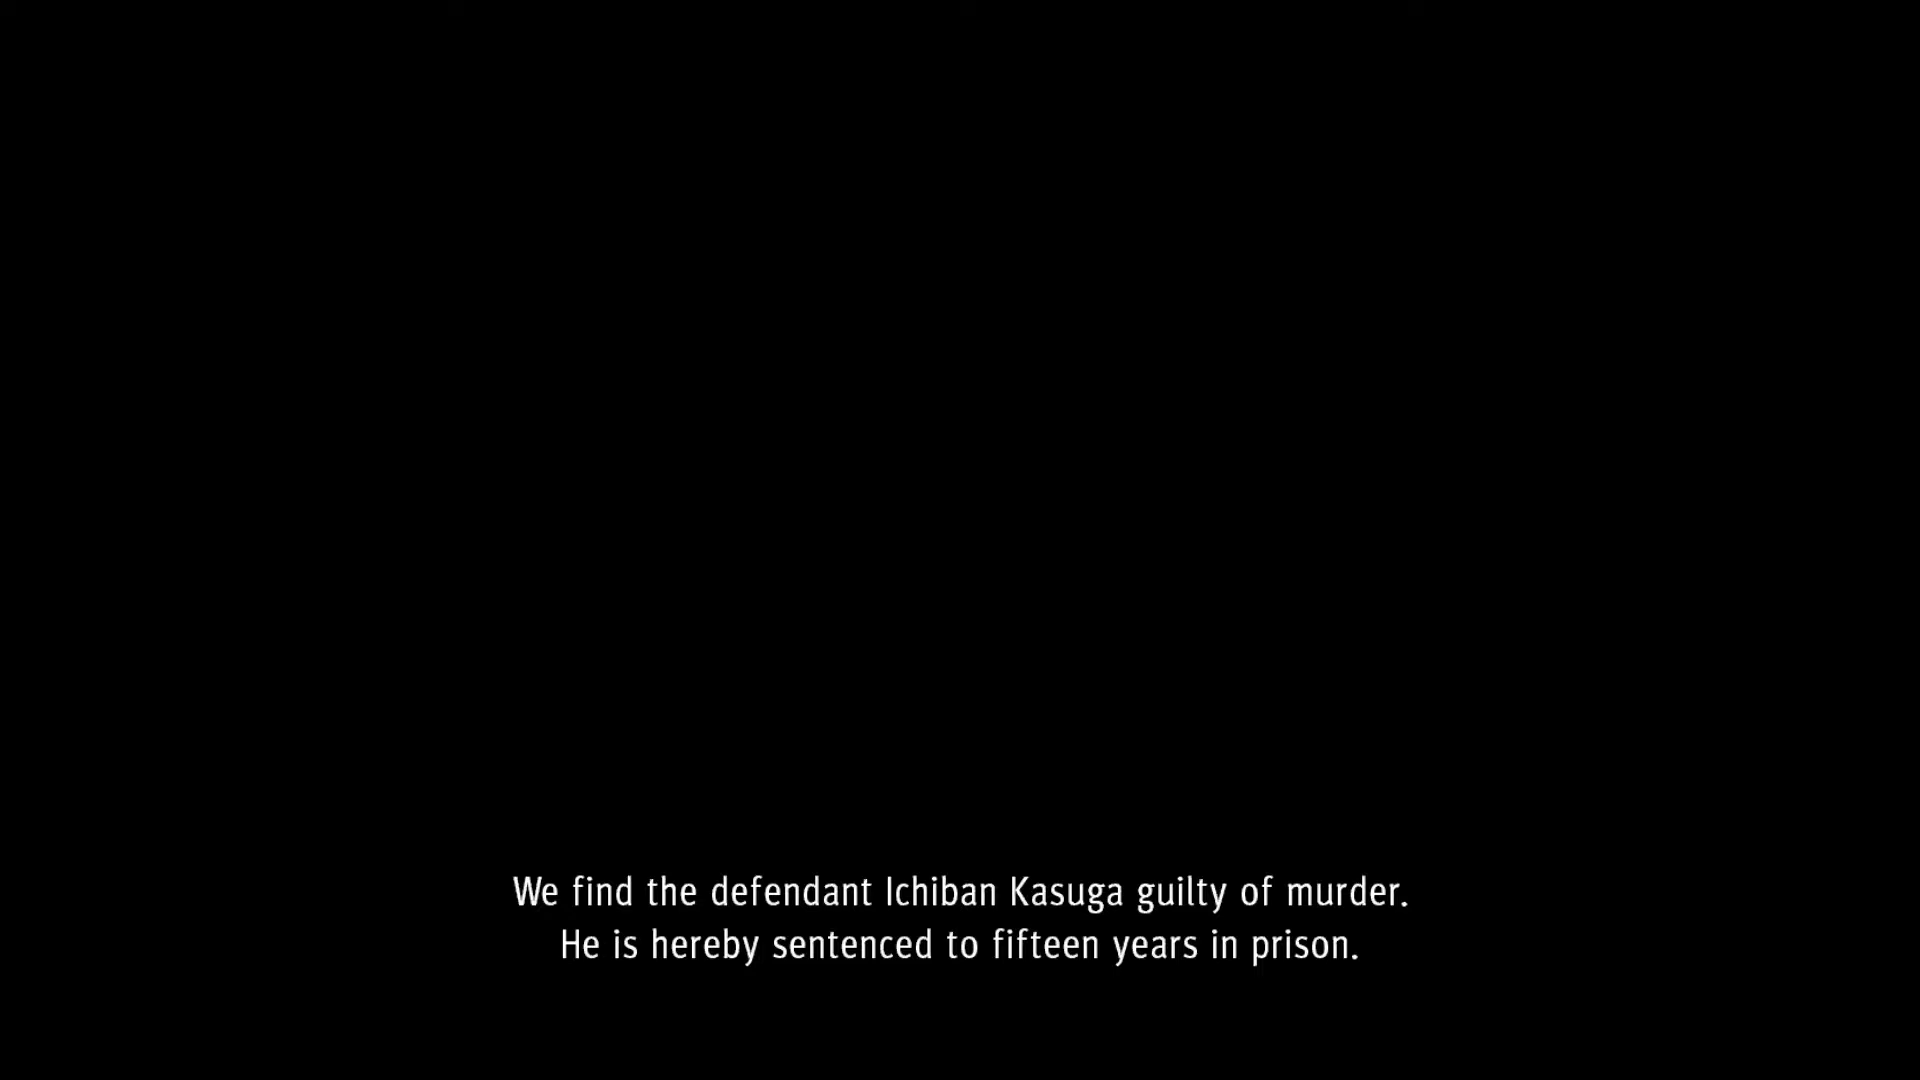 We find the defendant Ichiban Kasuga guilty of murder.
He is hereby sentenced to fifteen years in prison.